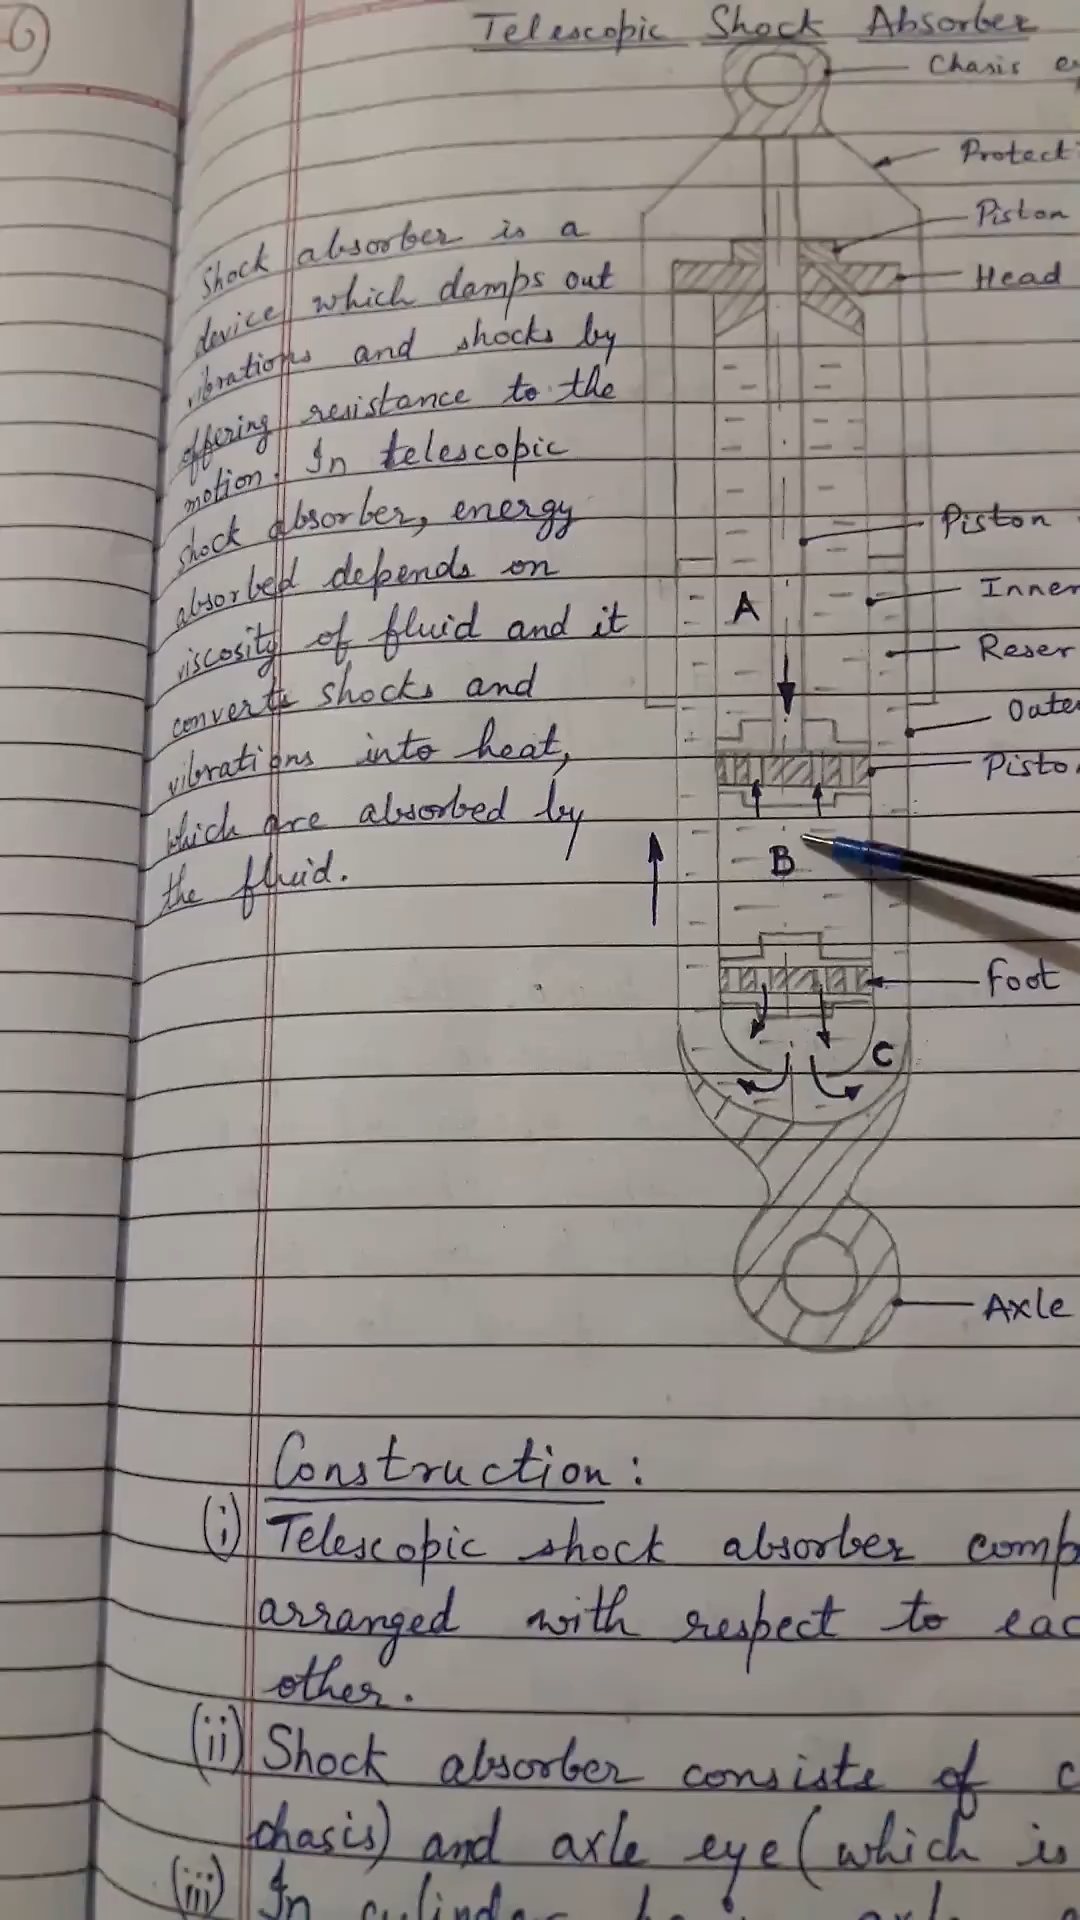 6
Telescopic Shock Absorber
Chasis
Protect
Piston
Head
Shock absorber is a
device which damps out
vibrations and shocks by
offering resistance to the
motion. In telescopic
shock absorber, energy
absorbed depends on
viscosity of fluid and it
converts shocks and
vibrations into heat,
which are absorbed by
the fluid.
Piston
A
Inner
Reser
Oute
Pisto
B
foot
C
Axle
Construction :
(i) Telescopic shock absorber comp
arranged with respect to eac
other.
(ii) Shock absorber consists of c
chasis) and axle eye (which is
(iii) In